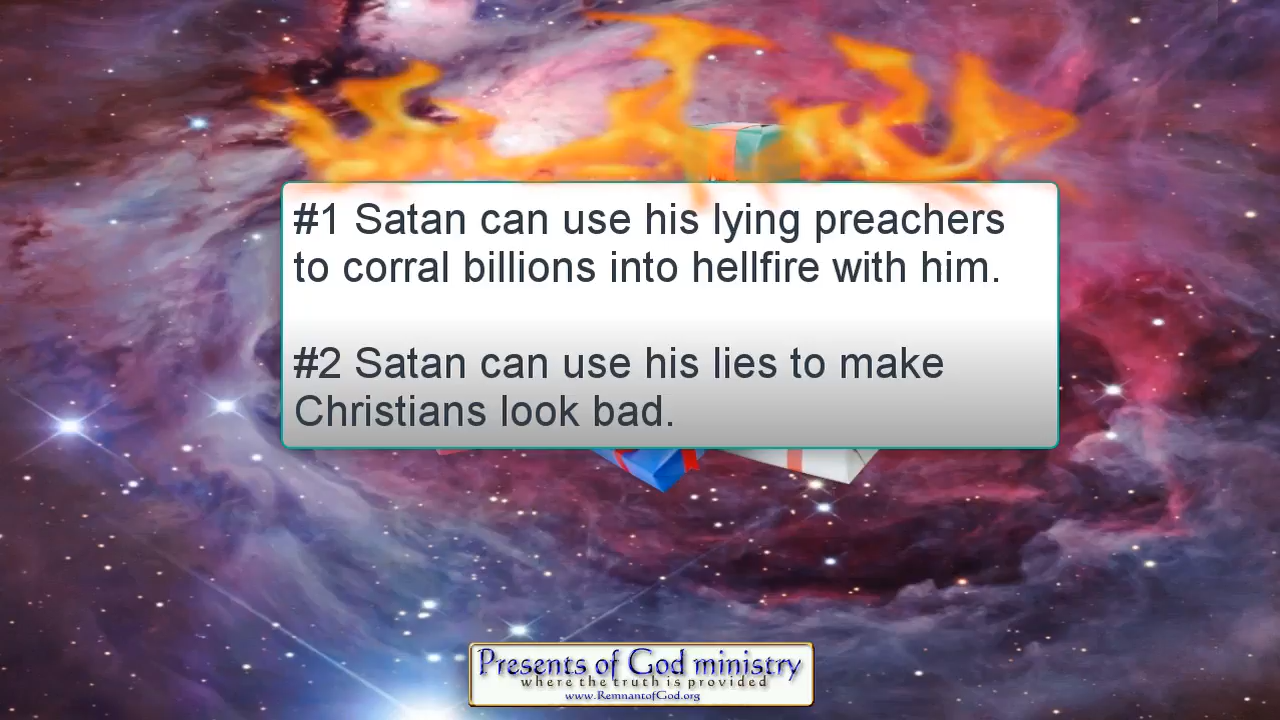 #1 Satan can use his lying preachers
to corral billions into hellfire with him.
#2 Satan can use his lies to make
Christians look bad.
Presents of God ministry
where the truth is provided
www.RemnantofGod.org